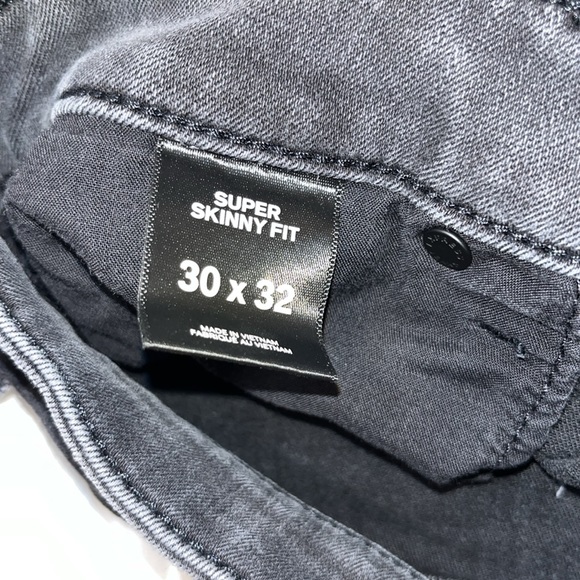 SUPER
SKINNY FIT
30 x 32
MADE IN VIETNAM
FABRIQUE AU VIETNAM